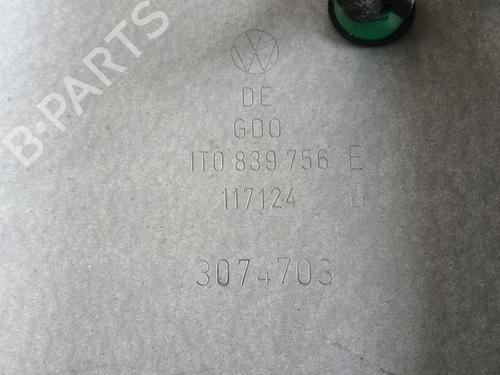 B-PARTS
DE
GDO
1T0 839 756 E
117124 D
3074703